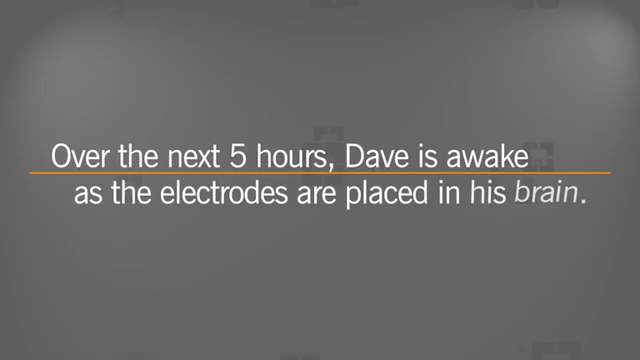 Over the next 5 hours, Dave is awake
as the electrodes are placed in his brain.